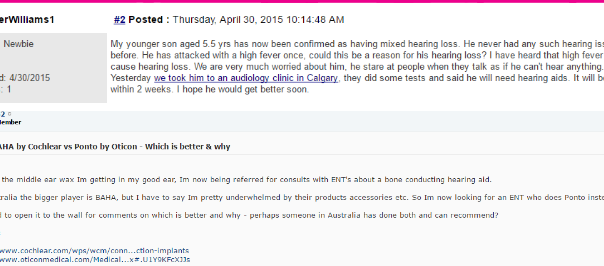 erWilliams1
#2 Posted : Thursday, April 30, 2015 10:14:48 AM
Newbie
d: 4/30/2015
: 1
My younger son aged 5.5 yrs has now been confirmed as having mixed hearing loss. He never had any such hearing iss
before. He has attacked with a high fever once, could this be a reason for his hearing loss? I have heard that high fever
cause hearing loss. We are very much worried about him, he stare at people when they talk as if he can't hear anything.
Yesterday we took him to an audiology clinic in Calgary, they did some tests and said he will need hearing aids. It will b
within 2 weeks. I hope he would get better soon.
2
Member
AHA by Cochlear vs Ponto by Oticon - Which is better & why
the middle-ear wax Im getting in my good ear, Im now being referred for consults with ENT's about a bone conducting hearing aid.
tralia the bigger player is BAHA, but I have to say Im pretty underwhelmed by their products accessories etc. So Im now looking for an ENT who does Ponto inste
d to open it to the wall for comments on which is better and why - perhaps someone in Australia has done both and can recommend?
www.cochlear.com/wps/wcm/conn...ction-implants
www.oticonmedical.com/Medical...x#.U1Y9KFcXJJs